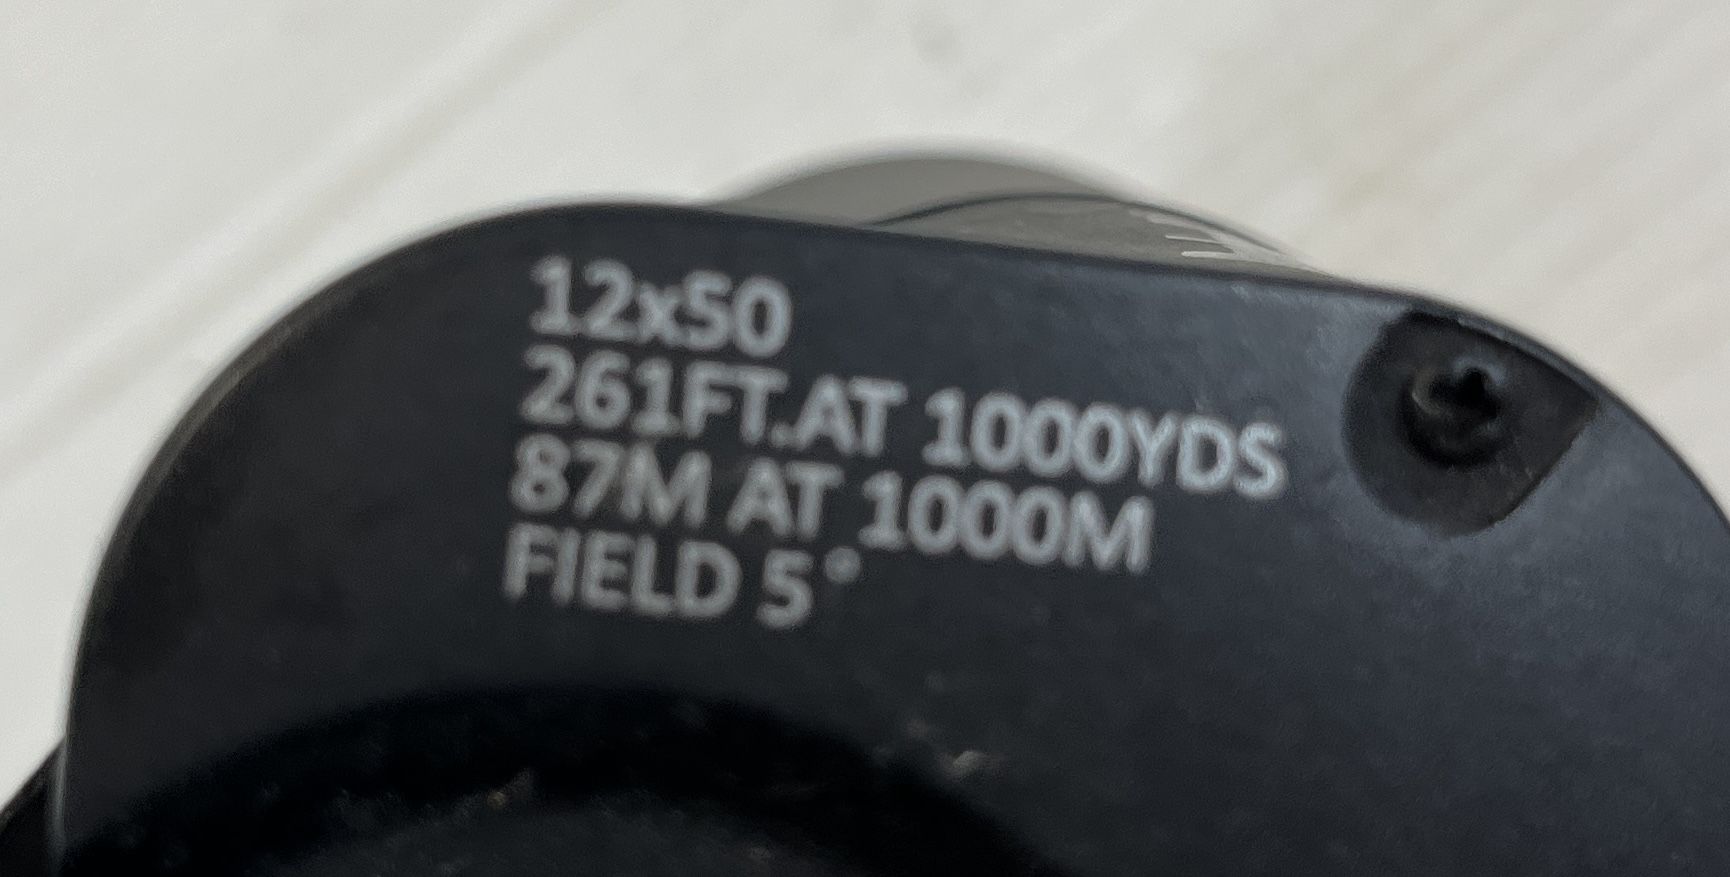 12x50
261FT.AT 1000YDS
87M AT 1000M
FIELD 5°